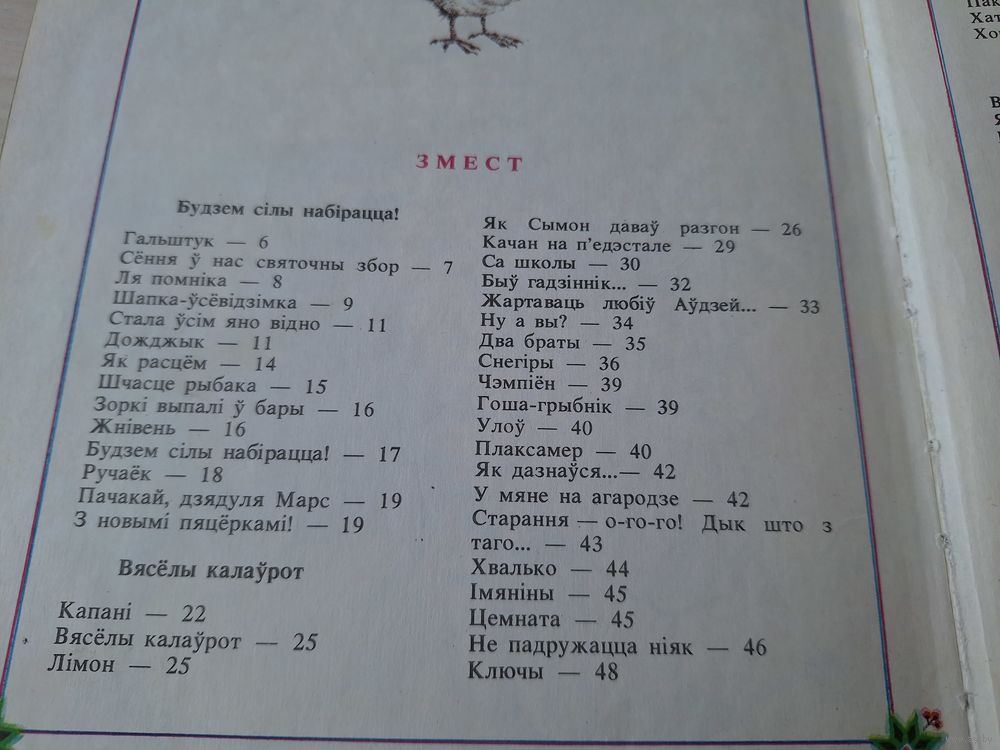 ЗМЕСТ
Будзем сілы набірацца!
Гальштук — 6
Сёння ў нас святочны збор — 7
Ля помніка — 8
Шапка-ўсёвідзімка — 9
Стала ўсім яно відно — 11
Дожджык — 11
Як расцём — 14
Шчасце рыбака — 15
Зоркі выпалі ў бары — 16
Жнівень — 16
Будзем сілы набірацца! — 17
Ручаёк — 18
Пачакай, дзядуля Марс — 19
З новымі пяцёркамі! — 19
Вясёлы калаўрот
Капані — 22
Вясёлы калаўрот — 25
Лімон — 25
Як Сымон даваў разгон — 26
Качан на п'едэстале — 29
Са школы — 30
Быў гадзіннік... — 32
Жартаваць любіў Аўдзей... — 33
Ну а вы? — 34
Два браты — 35
Снегіры — 36
Чэмпіён — 39
Гоша-грыбнік — 39
Улоў — 40
Плаксамер — 40
Як дазнаўся...— 42
У мяне на агародзе — 42
Старання — о-го-го! Дык што з
таго... — 43
Хвалько — 44
Імяніны — 45
Цемната — 45
Не падружацца ніяк — 46
Ключы — 48